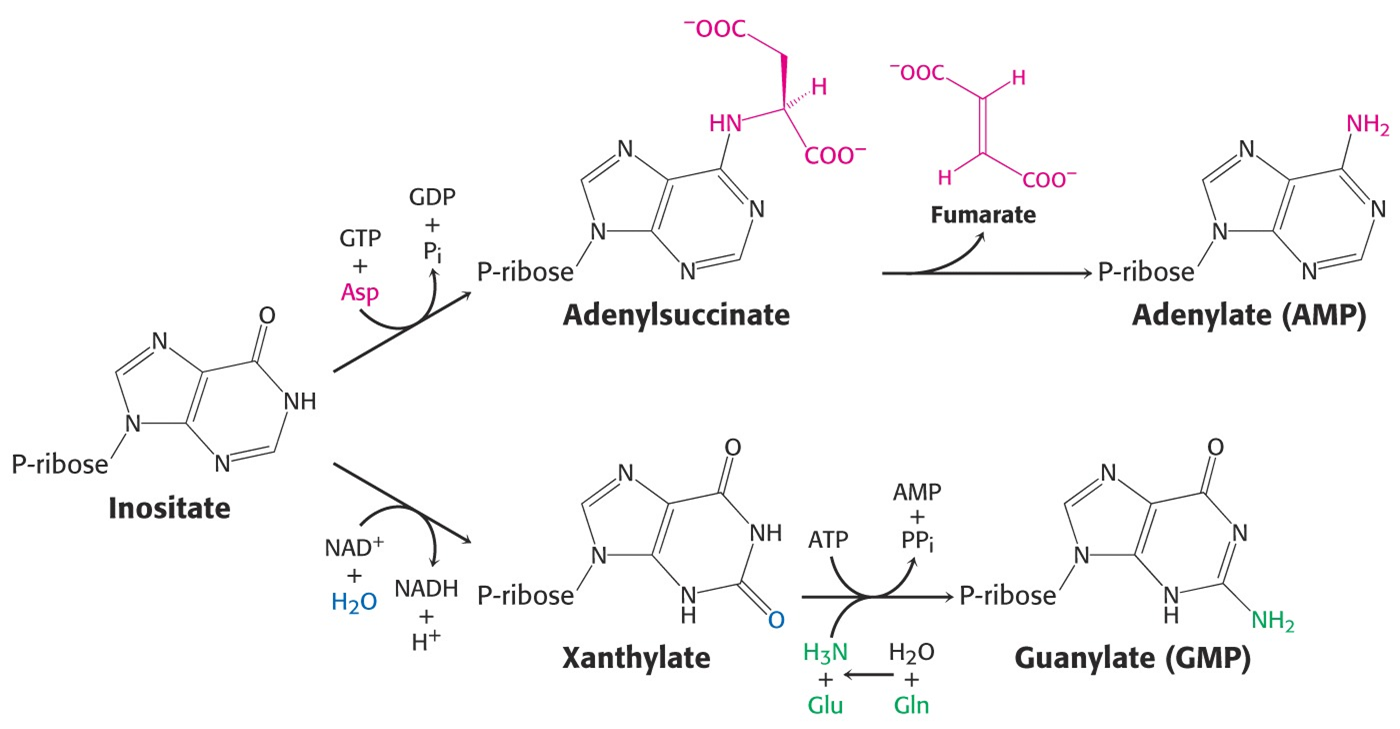 ⁻OOC
H
HN
COO⁻
N
N
N
N
P-ribose
Adenylsuccinate
GTP
+
Asp
GDP
+
Pᵢ
⁻OOC
H
H
COO⁻
Fumarate
NH₂
N
N
N
N
P-ribose
Adenylate (AMP)
O
N
NH
N
N
P-ribose
Inositate
NAD⁺
+
H₂O
NADH
+
H⁺
O
N
NH
N
N
H
O
P-ribose
Xanthylate
ATP
AMP
+
PPᵢ
H₃N
+
Glu
H₂O
+
Gln
O
N
N
N
N
H
NH₂
P-ribose
Guanylate (GMP)